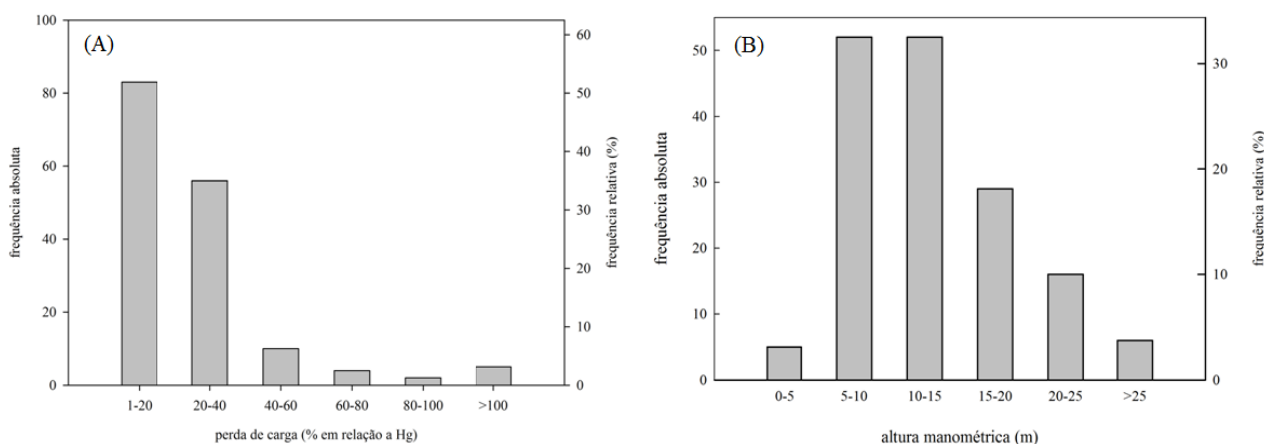 (A)
frequência absoluta
100
80
60
40
20
0
60
50
40
30
20
10
0
frequência relativa (%)
1-20 20-40 40-60 60-80 80-100 >100
perda de carga (% em relação a Hg)
(B)
frequência absoluta
50
40
30
20
10
0
30
20
10
0
frequência relativa (%)
0-5 5-10 10-15 15-20 20-25 >25
altura manométrica (m)